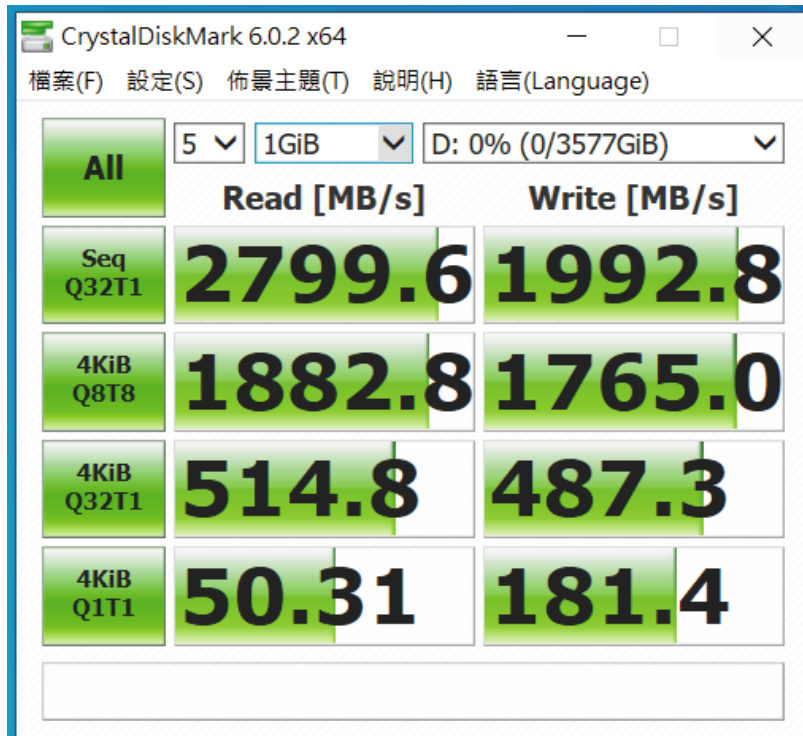 CrystalDiskMark 6.0.2 x64
檔案(F) 設定(S) 佈景主題(T) 說明(H) 語言(Language)
All 5 1GiB D: 0% (0/3577GiB)
Read [MB/s] Write [MB/s]
Seq
Q32T1 2799.6 1992.8
4KiB
Q8T8 1882.8 1765.0
4KiB
Q32T1 514.8 487.3
4KiB
Q1T1 50.31 181.4